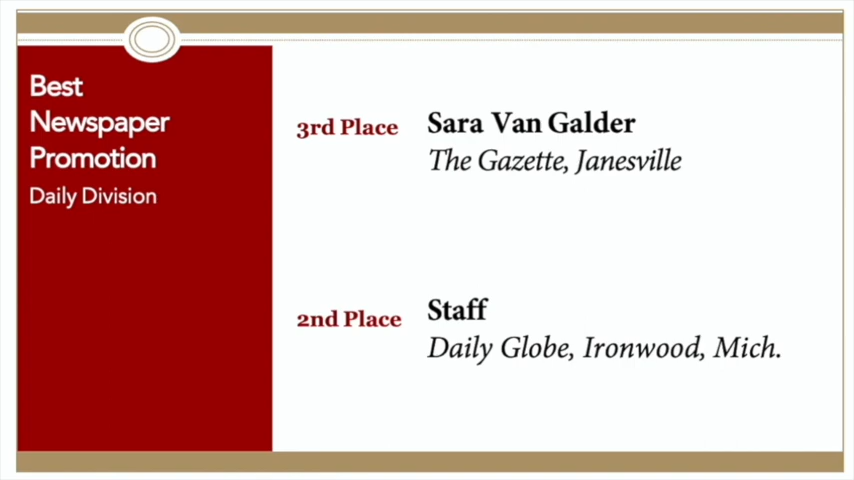 Best
Newspaper
Promotion
Daily Division
3rd Place
Sara Van Galder
The Gazette, Janesville
2nd Place
Staff
Daily Globe, Ironwood, Mich.